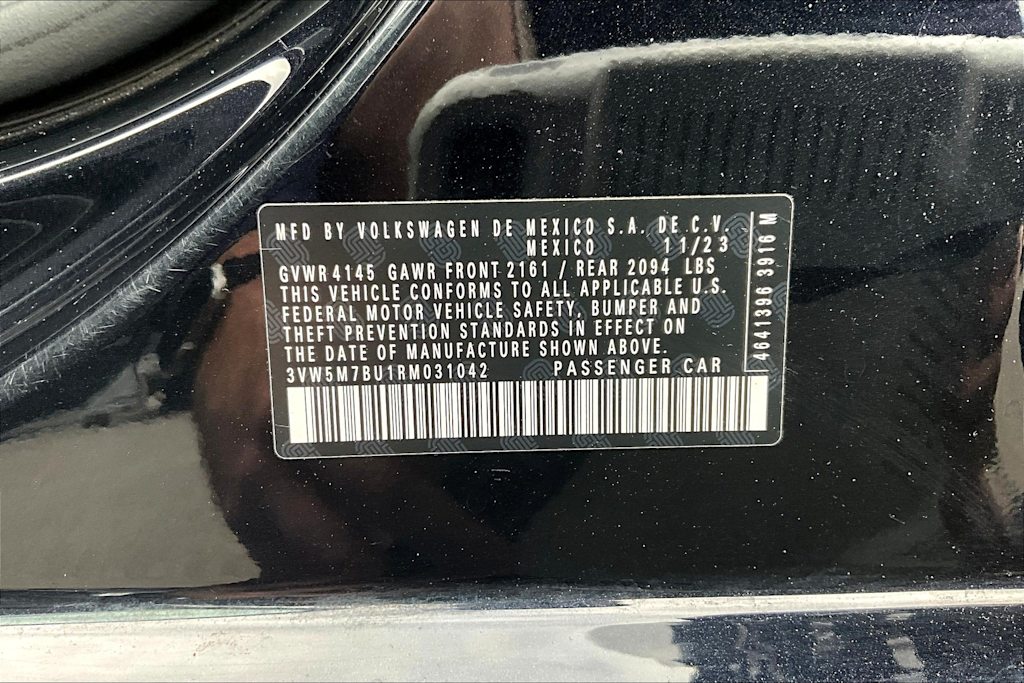 MFD BY VOLKSWAGEN DE MEXICO S.A. DE C.V.
MEXICO 11/23
GVWR 4145 GAWR FRONT 2161 / REAR 2094 LBS
THIS VEHICLE CONFORMS TO ALL APPLICABLE U.S.
FEDERAL MOTOR VEHICLE SAFETY, BUMPER AND
THEFT PREVENTION STANDARDS IN EFFECT ON
THE DATE OF MANUFACTURE SHOWN ABOVE.
3VW5M7BU1RM031042 PASSENGER CAR
4641396 3916 M